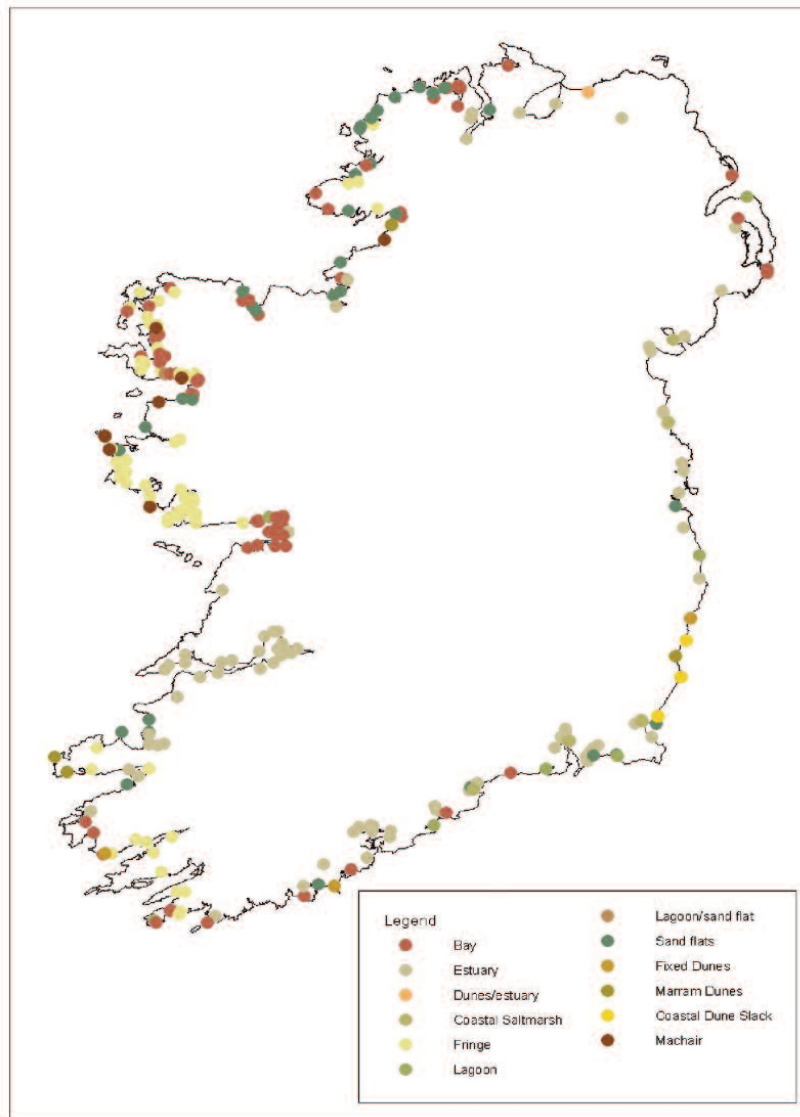 Legend
Bay
Estuary
Dunes/estuary
Coastal Saltmarsh
Fringe
Lagoon
Lagoon/sand flat
Sand flats
Fixed Dunes
Marram Dunes
Coastal Dune Slack
Machair